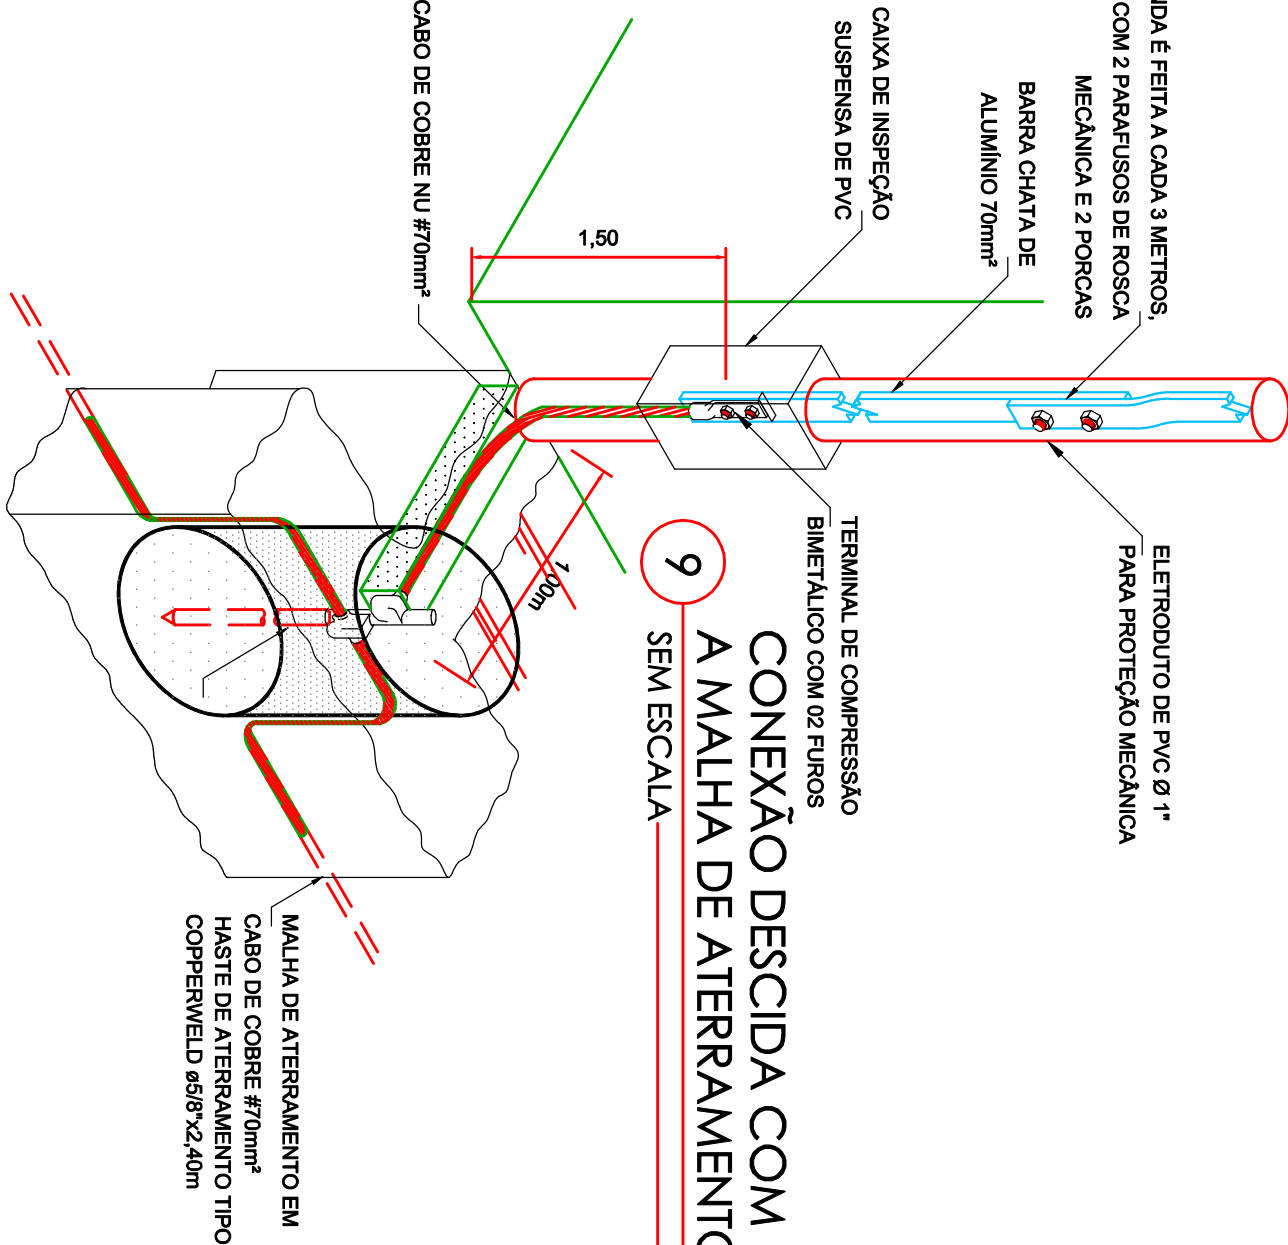 NDA É FEITA A CADA 3 METROS,
COM 2 PARAFUSOS DE ROSCA
MECÂNICA E 2 PORCAS
BARRA CHATA DE
ALUMÍNIO 70mm²
CAIXA DE INSPEÇÃO
SUSPENSA DE PVC
CABO DE COBRE NU #70mm²
1,50
ELETRODUTO DE PVC Ø 1"
PARA PROTEÇÃO MECÂNICA
TERMINAL DE COMPRESSÃO
BIMETÁLICO COM 02 FUROS
1,00m
9
CONEXÃO DESCIDA COM
A MALHA DE ATERRAMENTO
SEM ESCALA
MALHA DE ATERRAMENTO EM
CABO DE COBRE #70mm²
HASTE DE ATERRAMENTO TIPO
COPPERWELD ø5/8"x2,40m